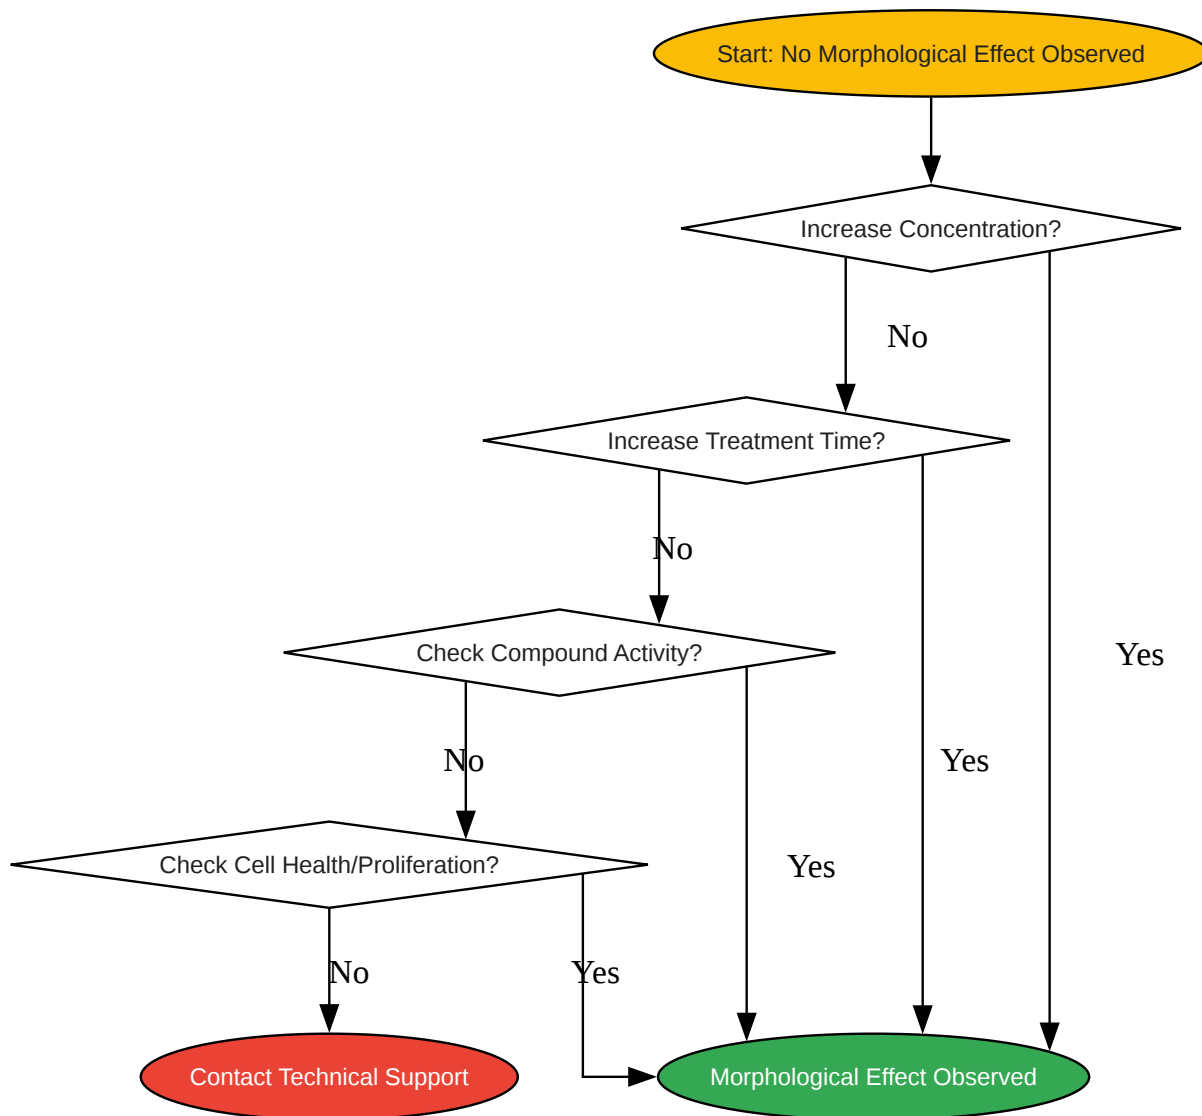 Start: No Morphological Effect Observed
Increase Concentration?
No
Increase Treatment Time?
No
Check Compound Activity?
Yes
No
Yes
Check Cell Health/Proliferation?
Yes
No
Yes
Contact Technical Support
Morphological Effect Observed